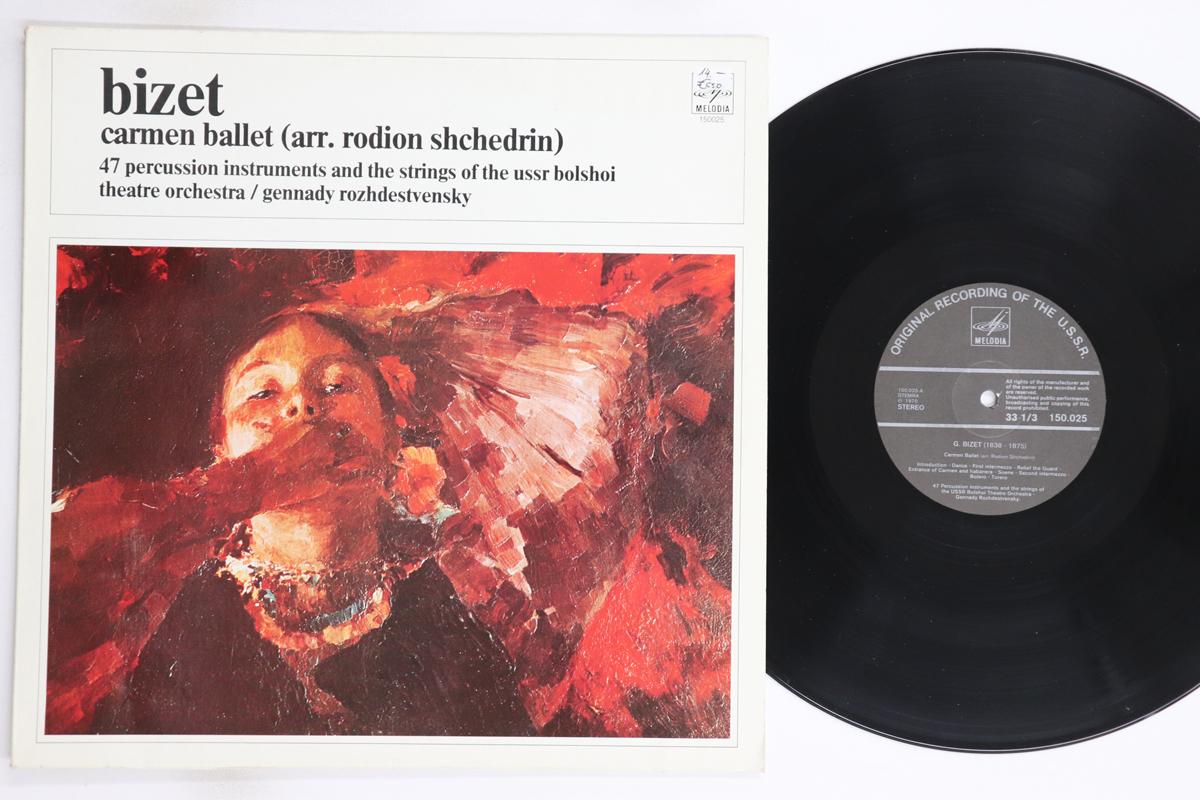 bizet
carmen ballet (arr. rodion shchedrin)
47 percussion instruments and the strings of the ussr bolshoi
theatre orchestra / gennady rozhdestvensky
14 -
MELODIA
150025
ORIGINAL RECORDING OF THE U.S.S.R.
MELODIA
150.025-A
STEMRA
℗ 1970
STEREO
All rights of the manufacturer and
of the owner of the recorded work
are reserved.
Unauthorised public performance,
broadcasting and copying of this
record prohibited.
33 1/3 150.025
G. BIZET (1838 - 1875)
Carmen Ballet (arr. Rodion Shchedrin)
Introduction - Dance - First intermezzo - Relief the Guard -
Entrance of Carmen and habanera - Scene - Second intermezzo -
Bolero - Torero
47 Percussion instruments and the strings of
the USSR Bolshoi Theatre Orchestra -
Gennady Rozhdestvensky.